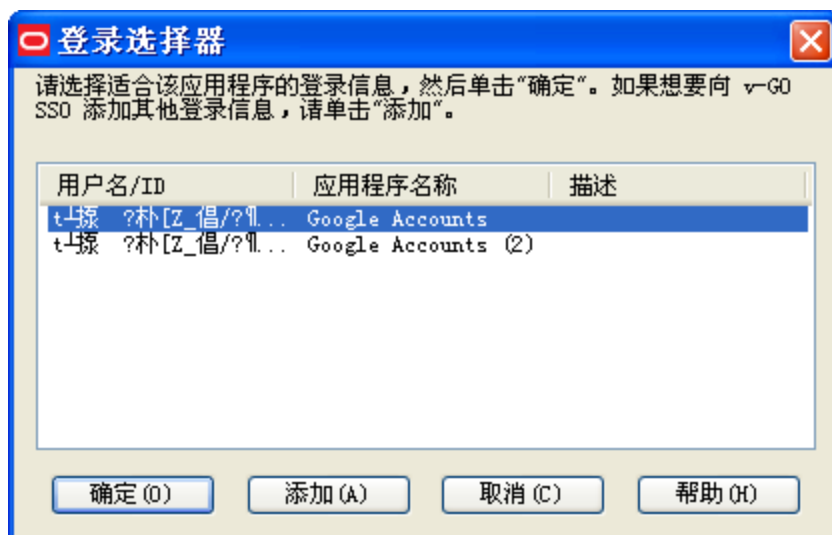 登录选择器
请选择适合该应用程序的登录信息，然后单击“确定“。如果想要向 v-GO
SSO 添加其他登录信息，请单击“添加“。
用户名/ID 应用程序名称 描述
Google Accounts
Google Accounts (2)
确定(O) 添加(A) 取消(C) 帮助(H)